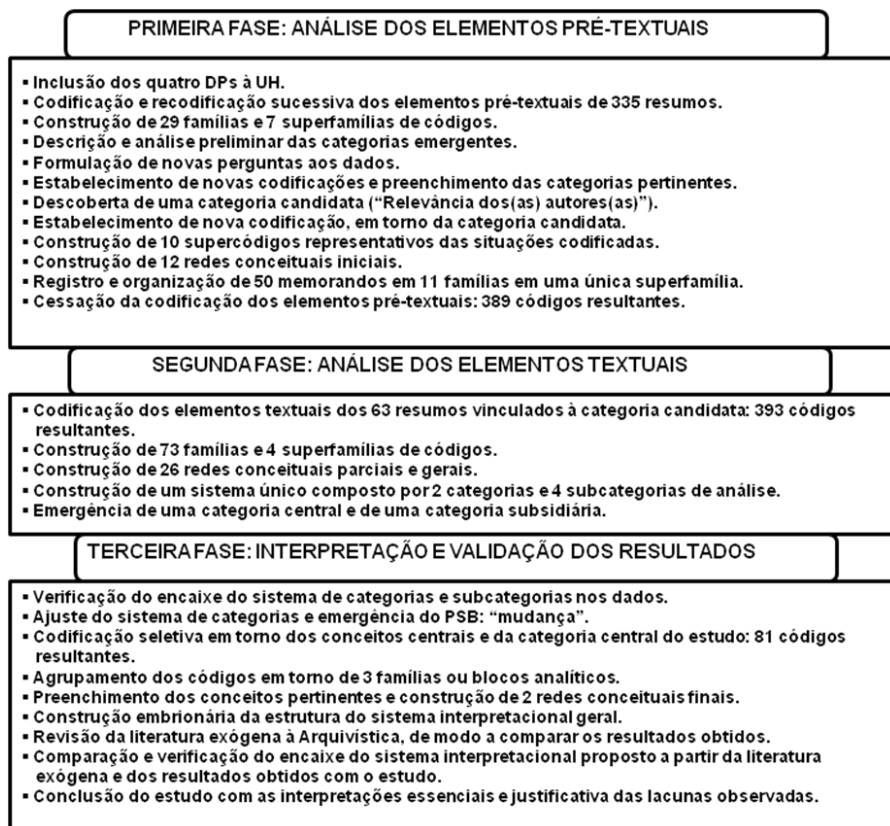 PRIMEIRA FASE: ANÁLISE DOS ELEMENTOS PRÉ-TEXTUAIS
▪ Inclusão dos quatro DPs à UH.
▪ Codificação e recodificação sucessiva dos elementos pré-textuais de 335 resumos.
▪ Construção de 29 famílias e 7 superfamílias de códigos.
▪ Descrição e análise preliminar das categorias emergentes.
▪ Formulação de novas perguntas aos dados.
▪ Estabelecimento de novas codificações e preenchimento das categorias pertinentes.
▪ Descoberta de uma categoria candidata (“Relevância dos(as) autores(as)”).
▪ Estabelecimento de nova codificação, em torno da categoria candidata.
▪ Construção de 10 supercódigos representativos das situações codificadas.
▪ Construção de 12 redes conceituais iniciais.
▪ Registro e organização de 50 memorandos em 11 famílias em uma única superfamília.
▪ Cessação da codificação dos elementos pré-textuais: 389 códigos resultantes.
SEGUNDA FASE: ANÁLISE DOS ELEMENTOS TEXTUAIS
▪ Codificação dos elementos textuais dos 63 resumos vinculados à categoria candidata: 393 códigos
resultantes.
▪ Construção de 73 famílias e 4 superfamílias de códigos.
▪ Construção de 26 redes conceituais parciais e gerais.
▪ Construção de um sistema único composto por 2 categorias e 4 subcategorias de análise.
▪ Emergência de uma categoria central e de uma categoria subsidiária.
TERCEIRA FASE: INTERPRETAÇÃO E VALIDAÇÃO DOS RESULTADOS
▪ Verificação do encaixe do sistema de categorias e subcategorias nos dados.
▪ Ajuste do sistema de categorias e emergência do PSB: “mudança”.
▪ Codificação seletiva em torno dos conceitos centrais e da categoria central do estudo: 81 códigos
resultantes.
▪ Agrupamento dos códigos em torno de 3 famílias ou blocos analíticos.
▪ Preenchimento dos conceitos pertinentes e construção de 2 redes conceituais finais.
▪ Construção embrionária da estrutura do sistema interpretacional geral.
▪ Revisão da literatura exógena à Arquivística, de modo a comparar os resultados obtidos.
▪ Comparação e verificação do encaixe do sistema interpretacional proposto a partir da literatura
exógena e dos resultados obtidos com o estudo.
▪ Conclusão do estudo com as interpretações essenciais e justificativa das lacunas observadas.